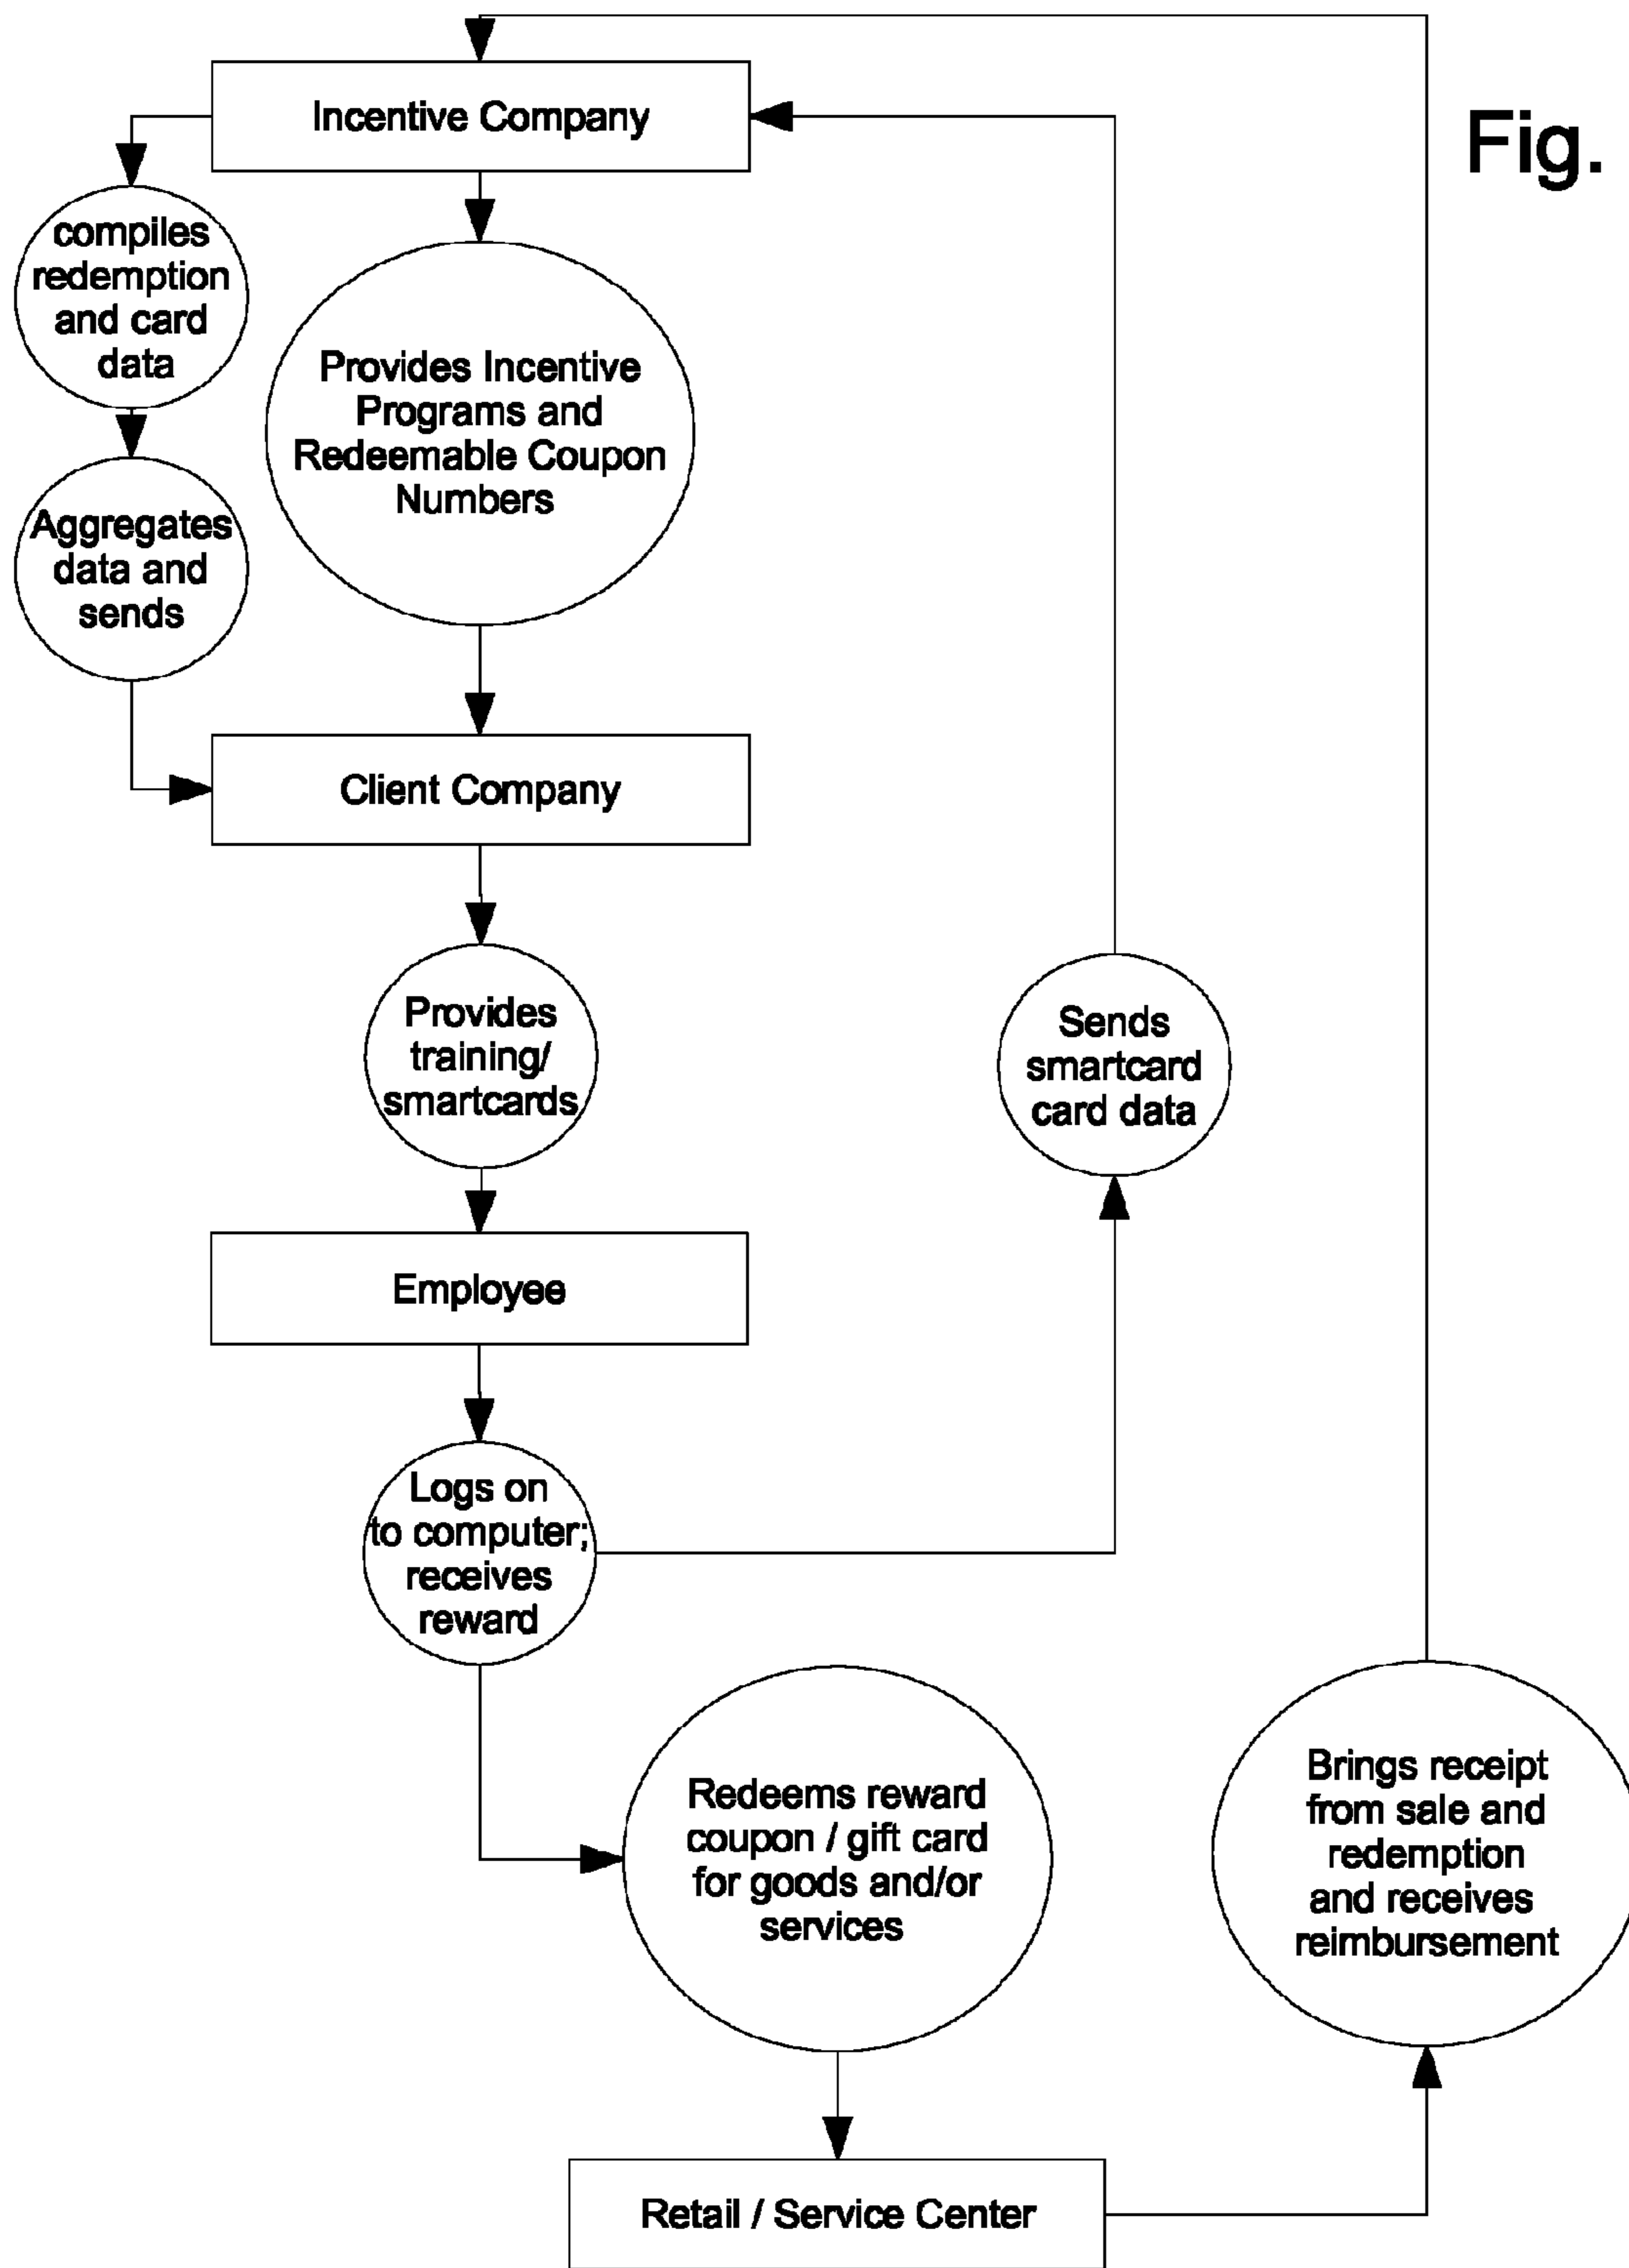 Incentive Company
Fig.
compiles
redemption
and card
data
Provides Incentive
Programs and
Redeemable Coupon
Numbers
Aggregates
data and
sends
Client Company
Provides
training/
smartcards
Sends
smartcard
card data
Employee
Logs on
to computer;
receives
reward
Redeems reward
coupon / gift card
for goods and/or
services
Brings receipt
from sale and
redemption
and receives
reimbursement
Retail / Service Center